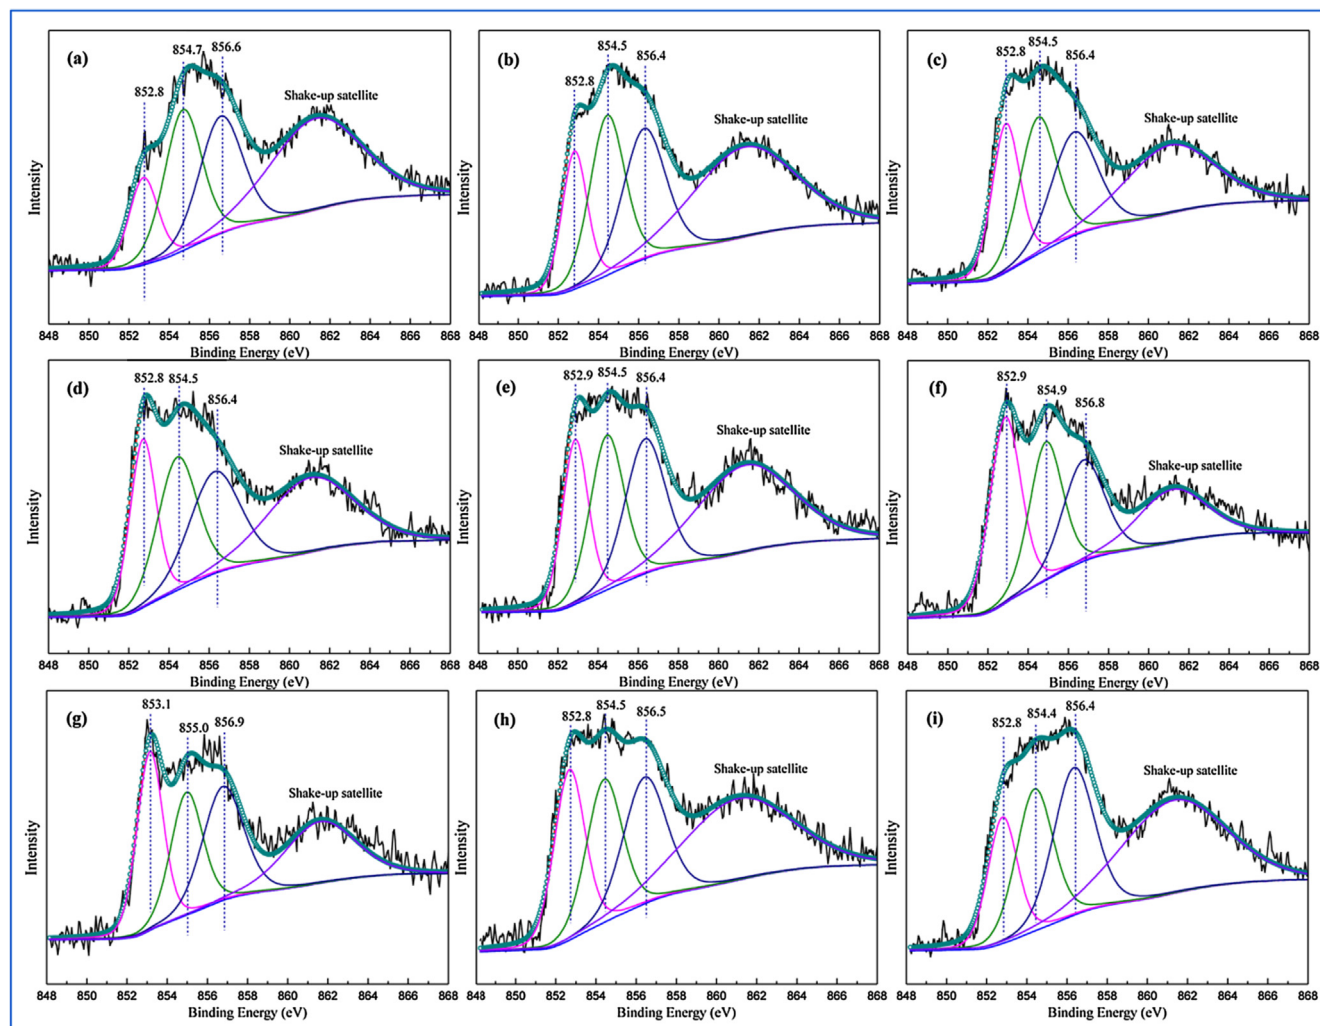 (a)
852.8 854.7 856.6
Shake-up satellite
Intensity
848 850 852 854 856 858 860 862 864 866 868
Binding Energy (eV)
(b)
852.8 854.5 856.4
Shake-up satellite
Intensity
850 852 854 856 858 860 862 864 866 868
Binding Energy (eV)
(c)
852.8 854.5 856.4
Shake-up satellite
Intensity
848 850 852 854 856 858 860 862 864 866 868
Binding Energy (eV)
(d)
852.8 854.5 856.4
Shake-up satellite
Intensity
848 850 852 854 856 858 860 862 864 866 868
Binding Energy (eV)
(e)
852.9 854.5 856.4
Shake-up satellite
Intensity
850 852 854 856 858 860 862 864 866 868
Binding Energy (eV)
(f)
852.9 854.9 856.8
Shake-up satellite
Intensity
848 850 852 854 856 858 860 862 864 866 868
Binding Energy (eV)
(g)
853.1 855.0 856.9
Shake-up satellite
Intensity
848 850 852 854 856 858 860 862 864 866 868
Binding Energy (eV)
(h)
852.8 854.5 856.5
Shake-up satellite
Intensity
848 850 852 854 856 858 860 862 864 866 868
Binding Energy (eV)
(i)
852.8 854.4 856.4
Shake-up satellite
Intensity
848 850 852 854 856 858 860 862 864 866 868
Binding Energy (eV)